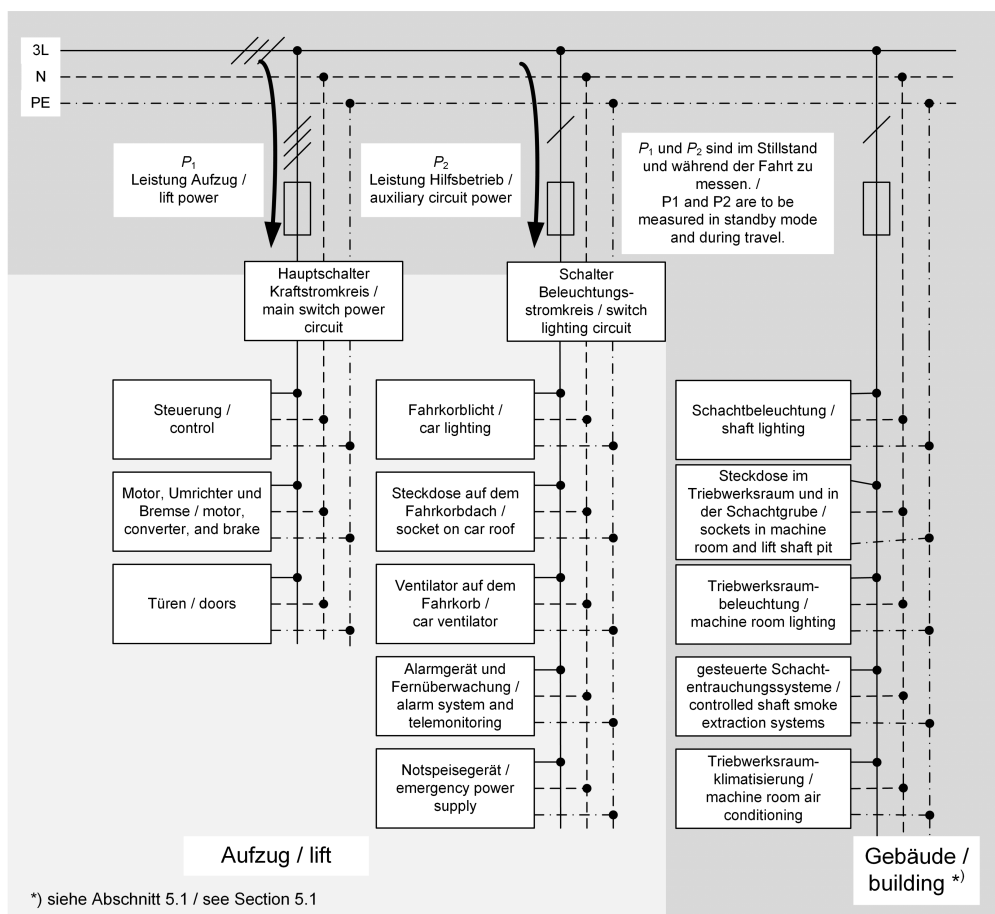 3L
N
PE
P₁
Leistung Aufzug /
lift power
P₂
Leistung Hilfsbetrieb /
auxiliary circuit power
P₁ und P₂ sind im Stillstand
und während der Fahrt zu
messen. /
P1 and P2 are to be
measured in standby mode
and during travel.
Hauptschalter
Kraftstromkreis /
main switch power
circuit
Schalter
Beleuchtungs-
stromkreis / switch
lighting circuit
Steuerung /
control
Motor, Umrichter und
Bremse / motor,
converter, and brake
Türen / doors
Fahrkorblicht /
car lighting
Steckdose auf dem
Fahrkorbdach /
socket on car roof
Ventilator auf dem
Fahrkorb /
car ventilator
Alarmgerät und
Fernüberwachung /
alarm system and
telemonitoring
Notspeisegerät /
emergency power
supply
Schachtbeleuchtung /
shaft lighting
Steckdose im
Triebwerksraum und in
der Schachtgrube /
sockets in machine
room and lift shaft pit
Triebwerksraum-
beleuchtung /
machine room lighting
gesteuerte Schacht-
entrauchungssysteme /
controlled shaft smoke
extraction systems
Triebwerksraum-
klimatisierung /
machine room air
conditioning
Aufzug / lift
Gebäude /
building *)
*) siehe Abschnitt 5.1 / see Section 5.1